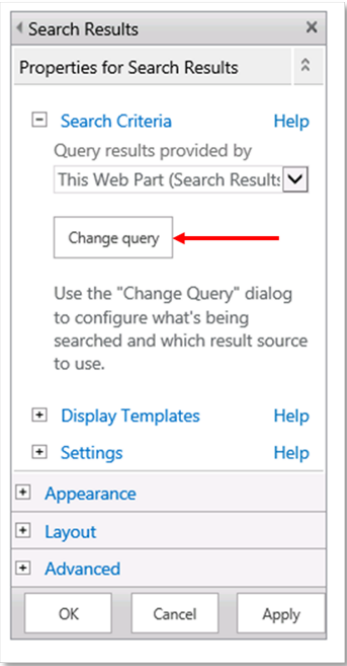 Search Results
Properties for Search Results
Search Criteria Help
Query results provided by
This Web Part (Search Results
Change query
Use the "Change Query" dialog
to configure what's being
searched and which result source
to use.
Display Templates Help
Settings Help
Appearance
Layout
Advanced
OK Cancel Apply